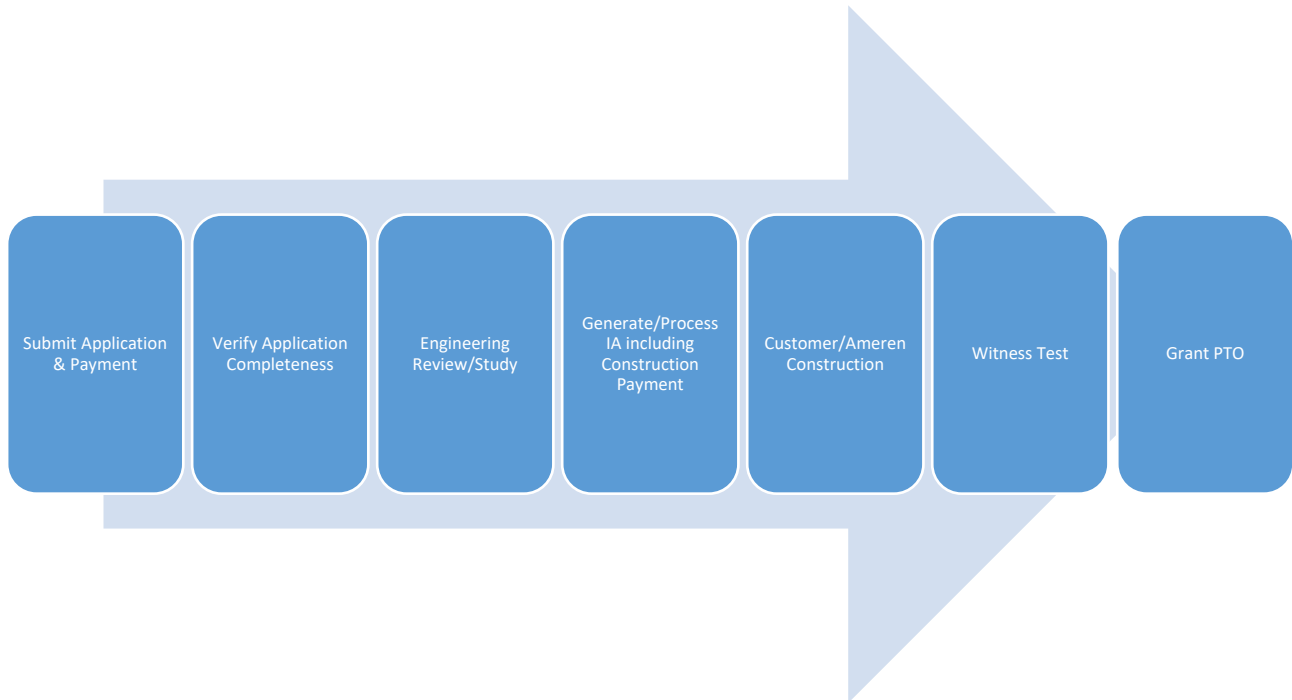 Submit Application
& Payment
Verify Application
Completeness
Engineering
Review/Study
Generate/Process
IA including
Construction
Payment
Customer/Ameren
Construction
Witness Test
Grant PTO